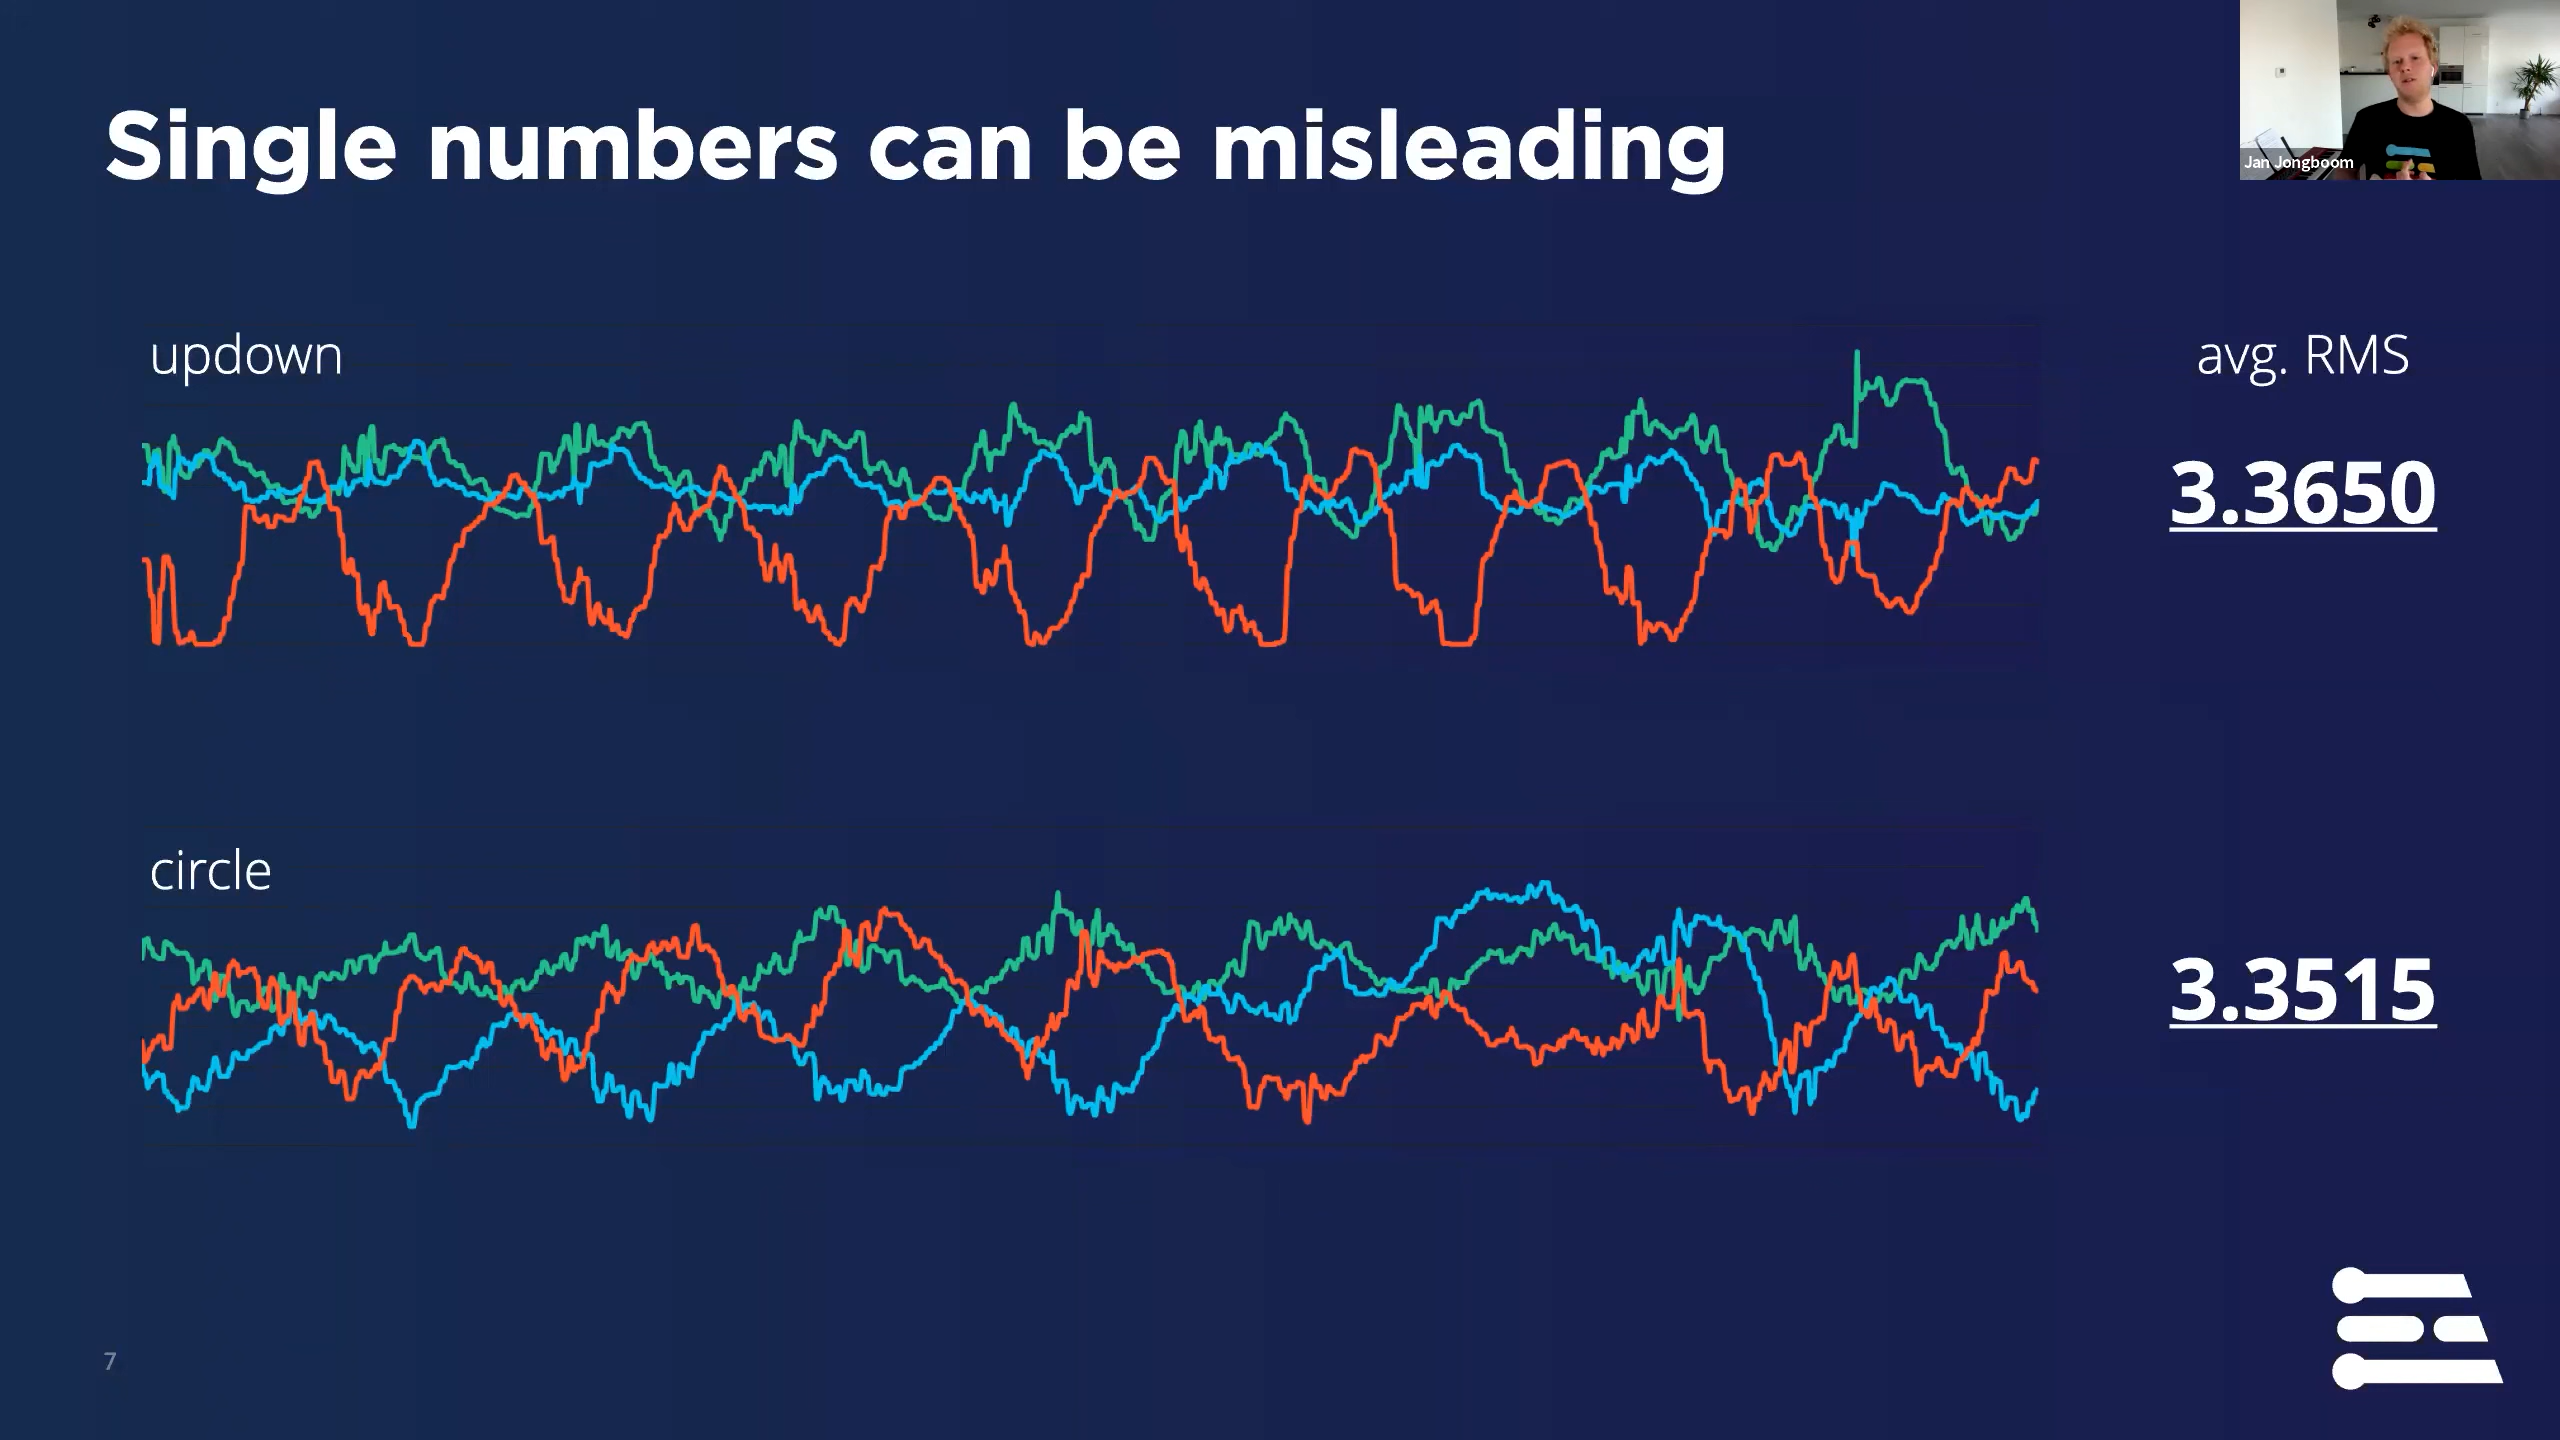 Single numbers can be misleading
Jan Jongboom
updown
avg. RMS
3.3650
circle
3.3515
7